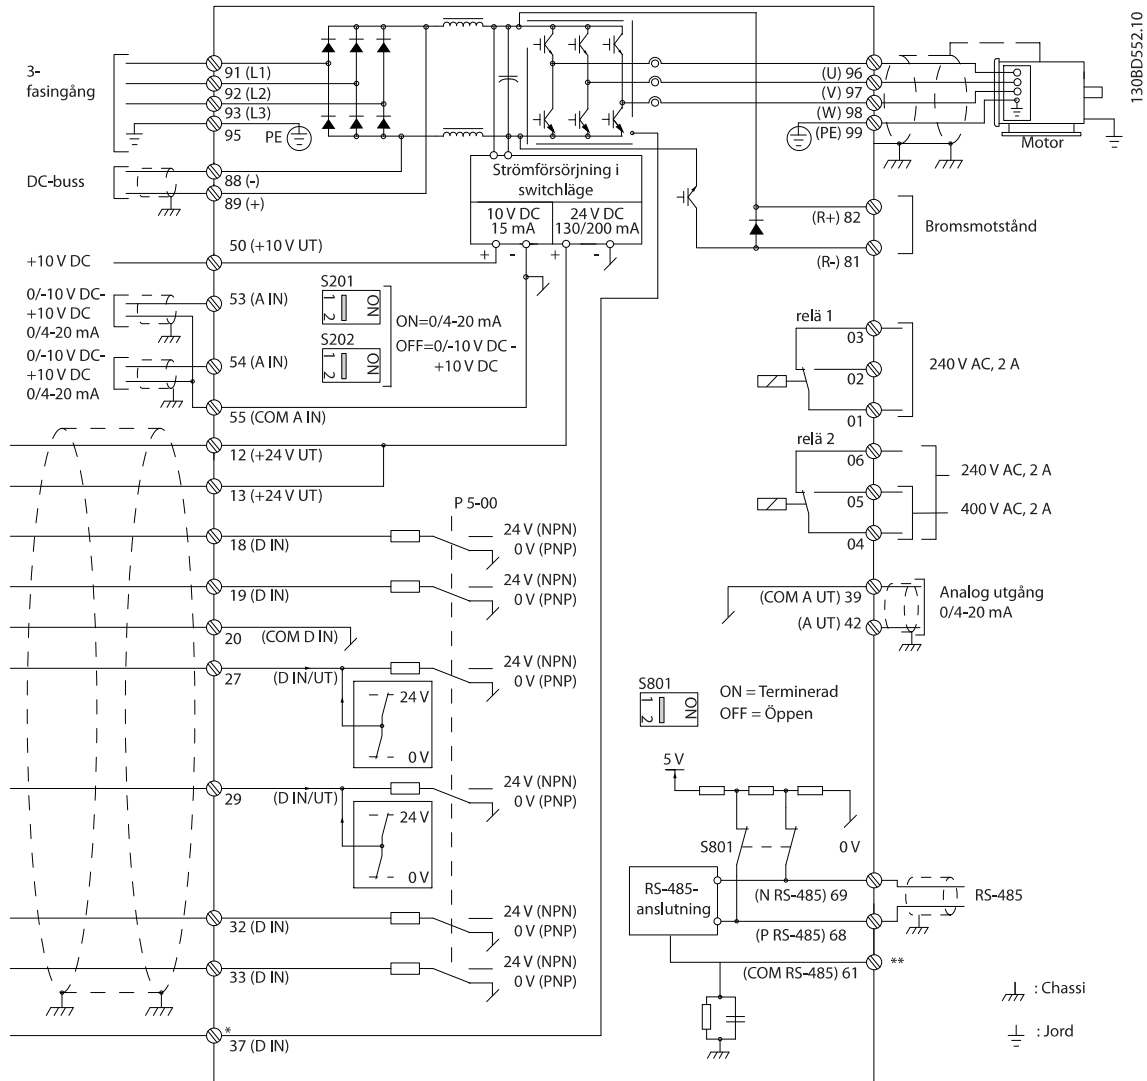 130BD552.10
3-
fasingång
91 (L1)
92 (L2)
93 (L3)
95
PE
DC-buss
88 (-)
89 (+)
50 (+10 V UT)
+10 V DC
0/-10 V DC-
+10 V DC
0/4-20 mA
53 (A IN)
0/-10 V DC-
+10 V DC
0/4-20 mA
54 (A IN)
55 (COM A IN)
12 (+24 V UT)
13 (+24 V UT)
18 (D IN)
19 (D IN)
20
(COM D IN)
27
(D IN/UT)
24 V
0 V
29
(D IN/UT)
24 V
0 V
32 (D IN)
33 (D IN)
*
37 (D IN)
Strömförsörjning i
switchläge
10 V DC
15 mA
24 V DC
130/200 mA
+
-
+
-
S201
1
2
ON
S202
1
2
ON
ON=0/4-20 mA
OFF=0/-10 V DC -
+10 V DC
P 5-00
24 V (NPN)
0 V (PNP)
24 V (NPN)
0 V (PNP)
24 V (NPN)
0 V (PNP)
24 V (NPN)
0 V (PNP)
24 V (NPN)
0 V (PNP)
24 V (NPN)
0 V (PNP)
(U) 96
(V) 97
(W) 98
(PE) 99
Motor
(R+) 82
Bromsmotstånd
(R-) 81
relä 1
03
02
01
240 V AC, 2 A
relä 2
06
05
04
240 V AC, 2 A
400 V AC, 2 A
(COM A UT) 39
(A UT) 42
Analog utgång
0/4-20 mA
S801
1
2
ON
ON = Terminerad
OFF = Öppen
5 V
S801
0 V
RS-485-
anslutning
(N RS-485) 69
(P RS-485) 68
(COM RS-485) 61
**
RS-485
: Chassi
: Jord